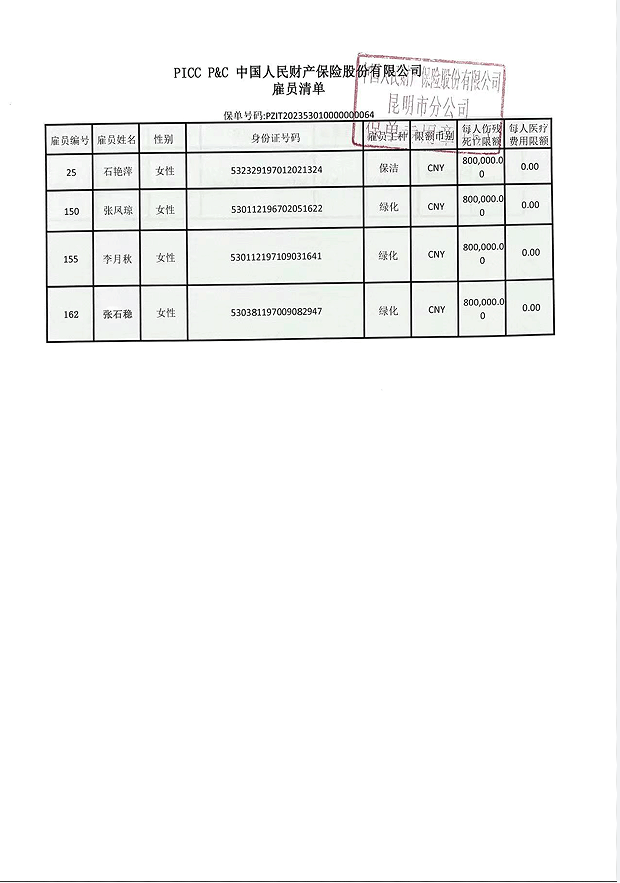 PICC P&C 中国人民财产保险股份有限公司
雇员清单
中国人民财产保险股份有限公司
昆明市分公司
保单号码:PZIT202353010000000064
雇员编号 雇员姓名 性别 身份证号码 雇员工种 限额币别 每人伤残死亡限额 每人医疗费用限额
25 石艳萍 女性 532329197012021324 保洁 CNY 800,000.00 0.00
150 张凤琼 女性 530112196702051622 绿化 CNY 800,000.00 0.00
155 李月秋 女性 530112197109031641 绿化 CNY 800,000.00 0.00
162 张石稳 女性 530381197009082947 绿化 CNY 800,000.00 0.00